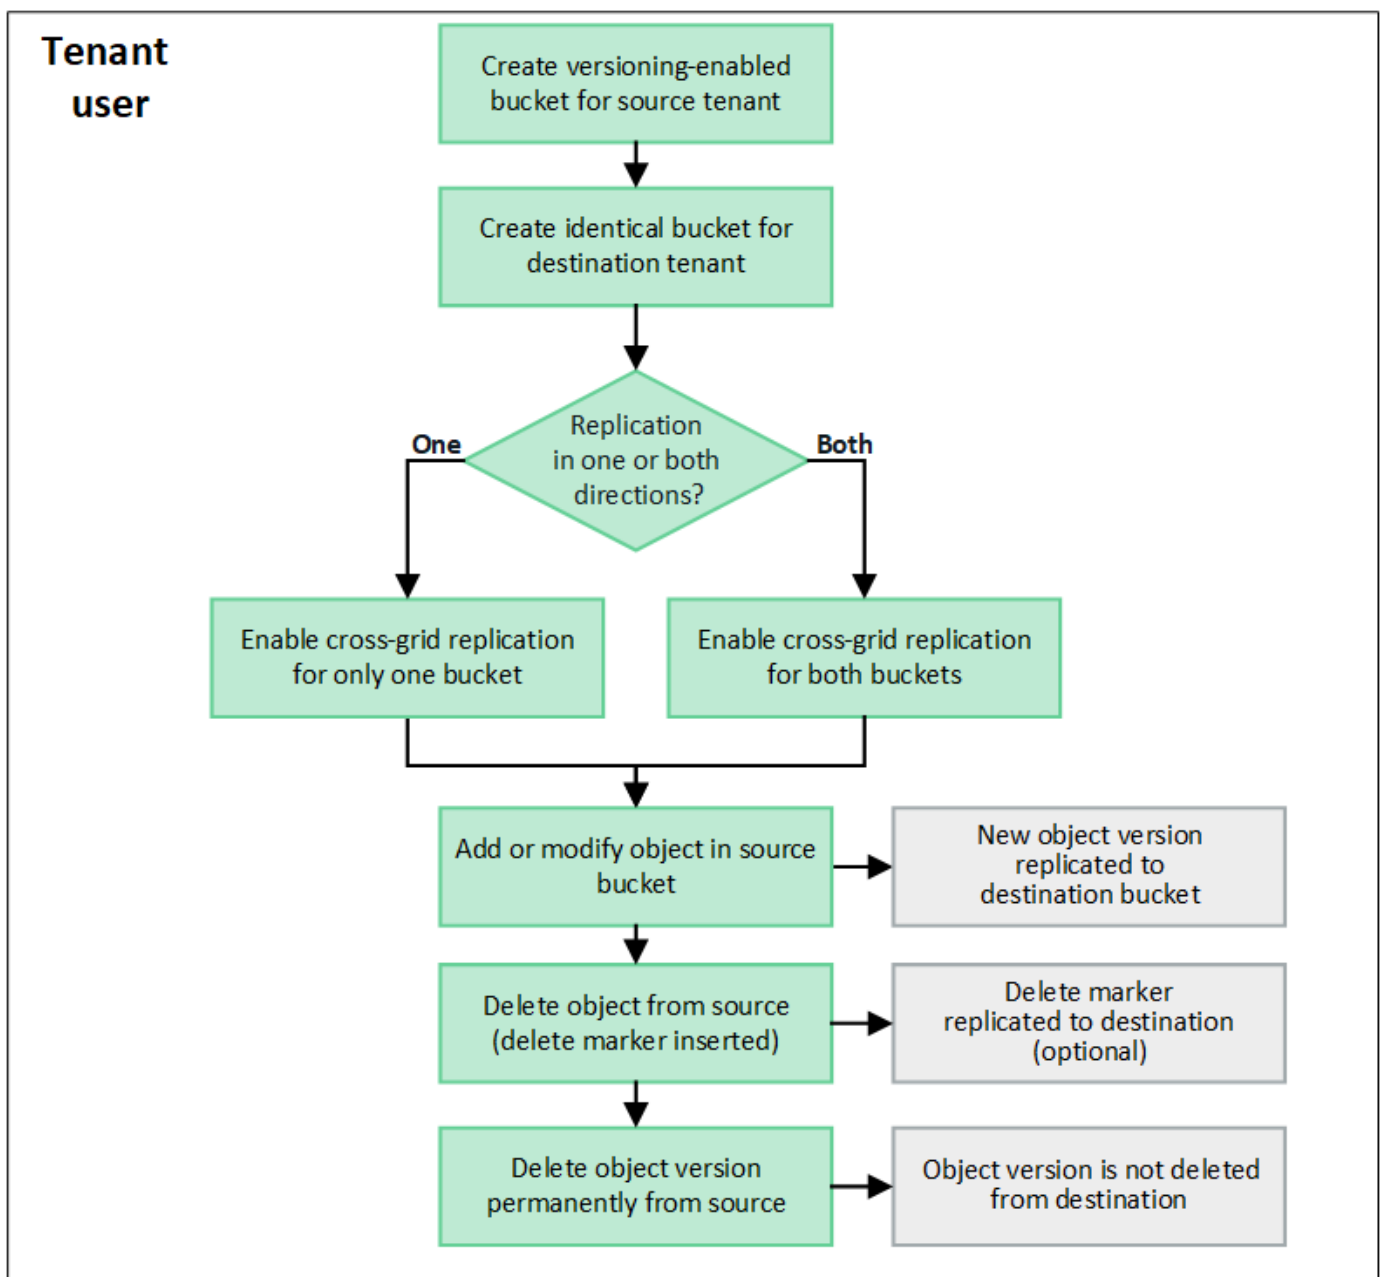 Tenant
user
Create versioning-enabled
bucket for source tenant
Create identical bucket for
destination tenant
Replication
in one or both
directions?
One
Both
Enable cross-grid replication
for only one bucket
Enable cross-grid replication
for both buckets
Add or modify object in source
bucket
New object version
replicated to
destination bucket
Delete object from source
(delete marker inserted)
Delete marker
replicated to destination
(optional)
Delete object version
permanently from source
Object version is not deleted
from destination